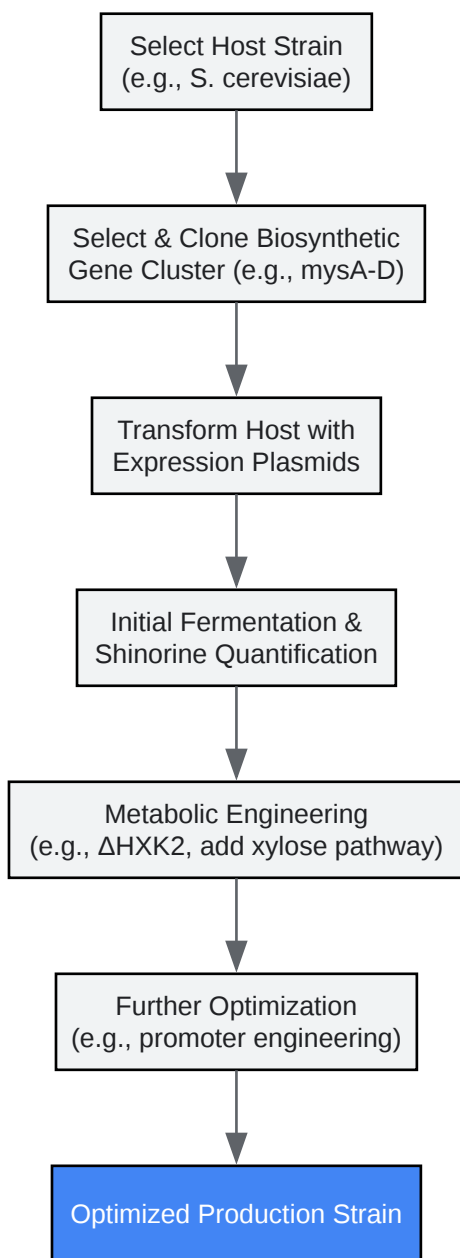 Select Host Strain
(e.g., S. cerevisiae)
Select & Clone Biosynthetic
Gene Cluster (e.g., mysA-D)
Transform Host with
Expression Plasmids
Initial Fermentation &
Shinorine Quantification
Metabolic Engineering
(e.g., ΔHXK2, add xylose pathway)
Further Optimization
(e.g., promoter engineering)
Optimized Production Strain